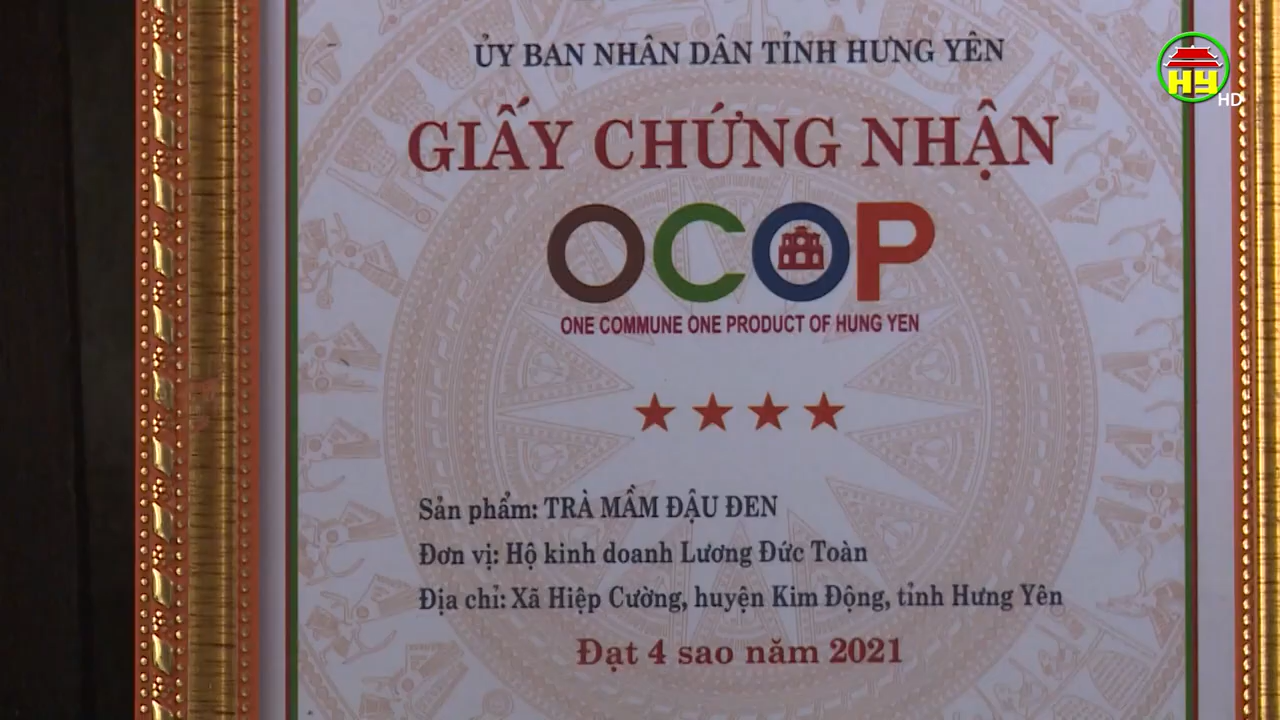 ỦY BAN NHÂN DÂN TỈNH HƯNG YÊN
HY
HD
GIẤY CHỨNG NHẬN
OCOP
ONE COMMUNE ONE PRODUCT OF HUNG YEN
Sản phẩm: TRÀ MẦM ĐẬU ĐEN
Đơn vị: Hộ kinh doanh Lương Đức Toàn
Địa chỉ: Xã Hiệp Cường, huyện Kim Động, tỉnh Hưng Yên
Đạt 4 sao năm 2021